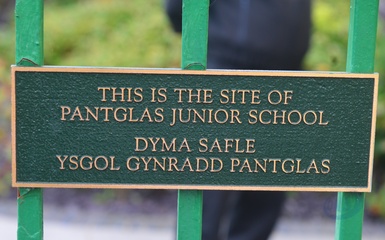 THIS IS THE SITE OF
PANTGLAS JUNIOR SCHOOL
DYMA SAFLE
YSGOL GYNRADD PANTGLAS